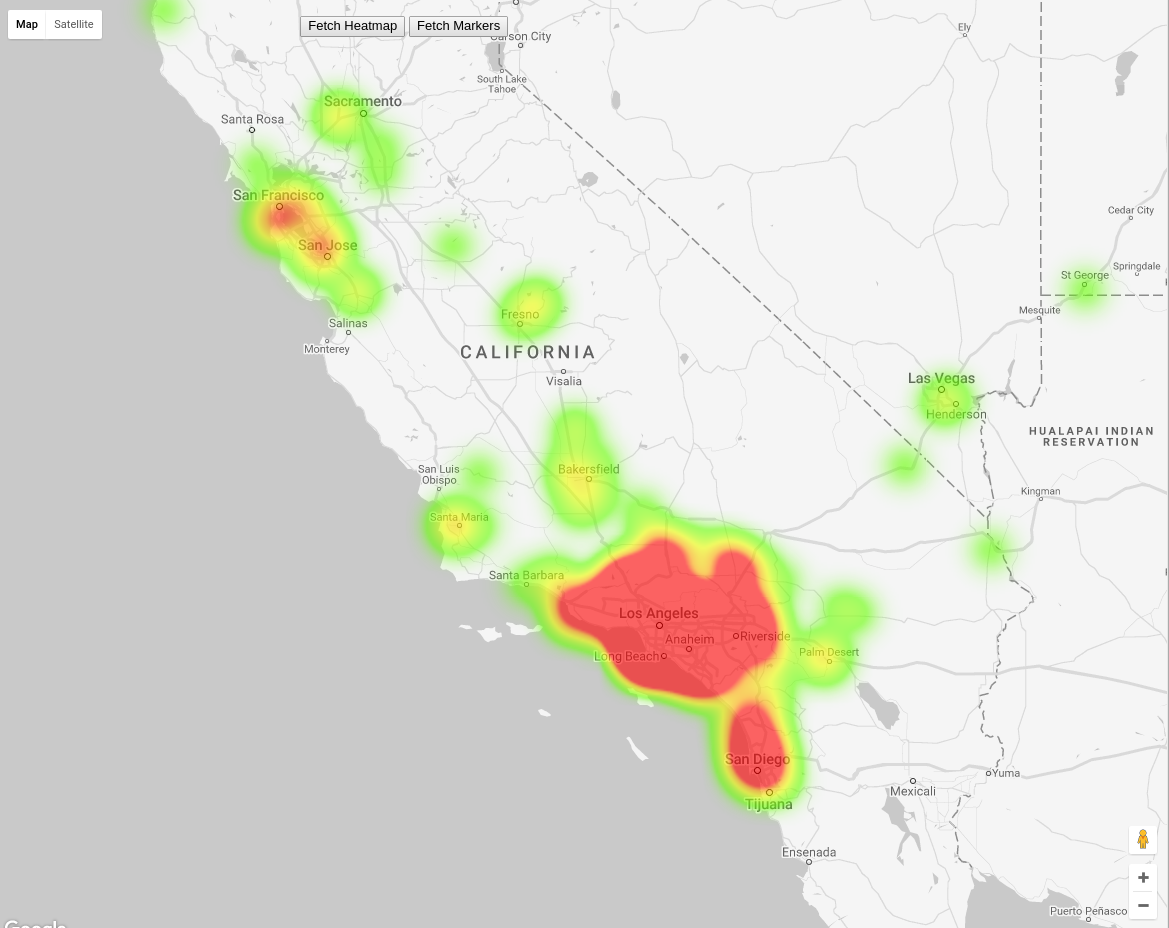 Map
Satellite
Fetch Heatmap
Fetch Markers
Carson City
Ely
South Lake
Tahoe
Sacramento
Santa Rosa
San Francisco
Cedar City
San Jose
Springdale
St George
Mesquite
Fresno
Salinas
Monterey
CALIFORNIA
Visalia
Las Vegas
Henderson
HUALAPAI INDIAN
RESERVATION
San Luis
Obispo
Bakersfield
Kingman
Santa Maria
Santa Barbara
Los Angeles
Anaheim
Riverside
Long Beach
Palm Desert
San Diego
Yuma
Mexicali
Tijuana
Ensenada
Puerto Peñasco
Google